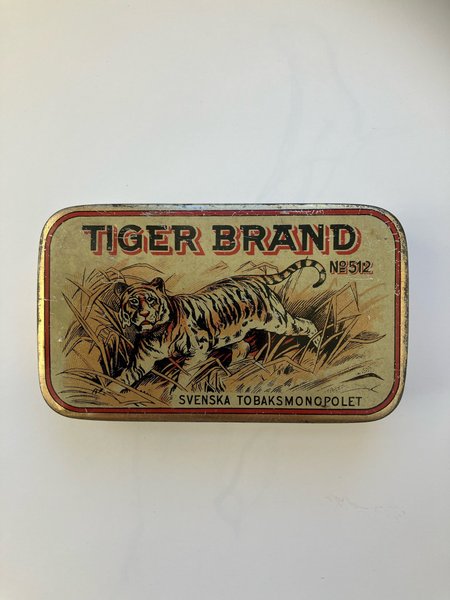 TIGER BRAND
Nº 512
SVENSKA TOBAKSMONOPOLET